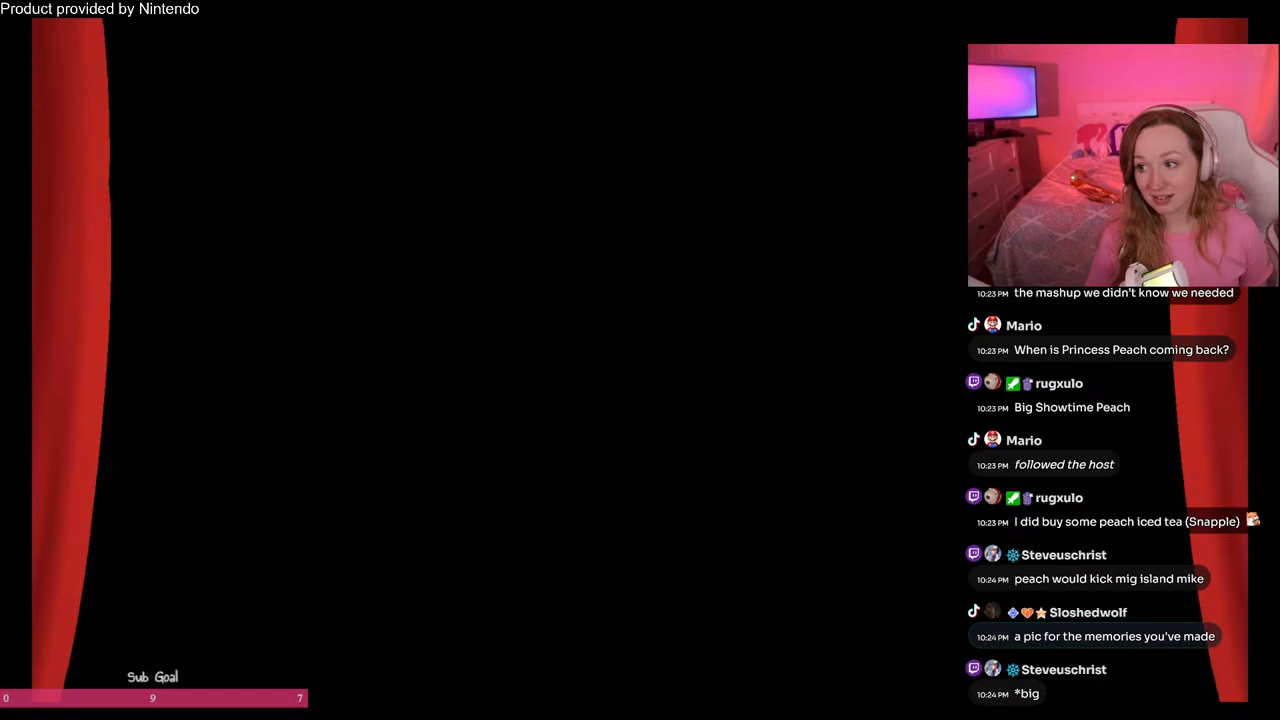 Product provided by Nintendo
10:23 PM the mashup we didn't know we needed
Mario
10:23 PM When is Princess Peach coming back?
rugxulo
10:23 PM Big Showtime Peach
Mario
10:23 PM followed the host
rugxulo
10:23 PM I did buy some peach iced tea (Snapple)
Steveuschrist
10:24 PM peach would kick mig island mike
Sloshedwolf
10:24 PM a pic for the memories you've made
Steveuschrist
10:24 PM *big
Sub Goal
0 9 7